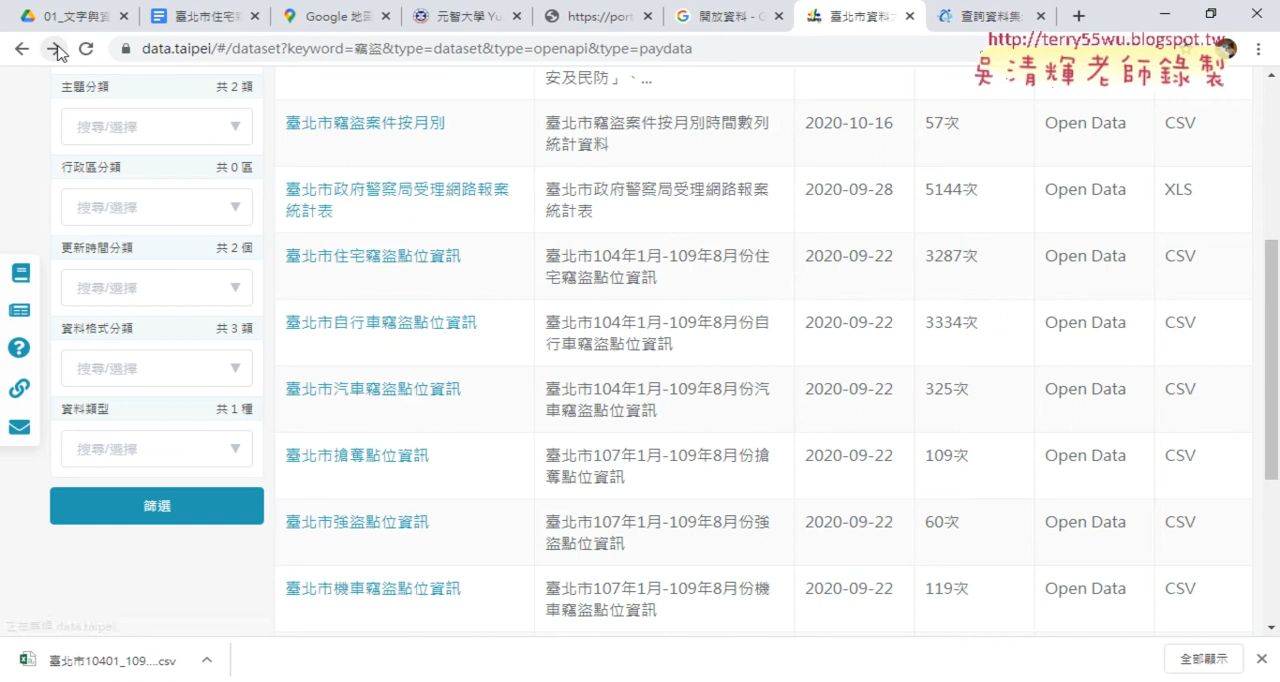 01_文字與資
臺北市住宅
Google 地圖
元智大學 Yu
https://port
開放資料 - G
臺北市資料
查詢資料集
data.taipei/#/dataset?keyword=竊盜&type=dataset&type=openapi&type=paydata
http://terry55wu.blogspot.tw
吳清輝老師錄製
主題分類 共 2 類
搜尋/選擇
行政區分類 共 0 區
搜尋/選擇
更新時間分類 共 2 個
搜尋/選擇
資料格式分類 共 3 類
搜尋/選擇
資料類型 共 1 種
搜尋/選擇
篩選
安及民防」、...
臺北市竊盜案件按月別 臺北市竊盜案件按月別時間數列 2020-10-16 57次 Open Data CSV
統計資料
臺北市政府警察局受理網路報案 臺北市政府警察局受理網路報案 2020-09-28 5144次 Open Data XLS
統計表 統計表
臺北市住宅竊盜點位資訊 臺北市104年1月-109年8月份住 2020-09-22 3287次 Open Data CSV
宅竊盜點位資訊
臺北市自行車竊盜點位資訊 臺北市104年1月-109年8月份自 2020-09-22 3334次 Open Data CSV
行車竊盜點位資訊
臺北市汽車竊盜點位資訊 臺北市104年1月-109年8月份汽 2020-09-22 325次 Open Data CSV
車竊盜點位資訊
臺北市搶奪點位資訊 臺北市107年1月-109年8月份搶 2020-09-22 109次 Open Data CSV
奪點位資訊
臺北市強盜點位資訊 臺北市107年1月-109年8月份強 2020-09-22 60次 Open Data CSV
盜點位資訊
臺北市機車竊盜點位資訊 臺北市107年1月-109年8月份機 2020-09-22 119次 Open Data CSV
車竊盜點位資訊
臺北市10401_109....csv
全部顯示